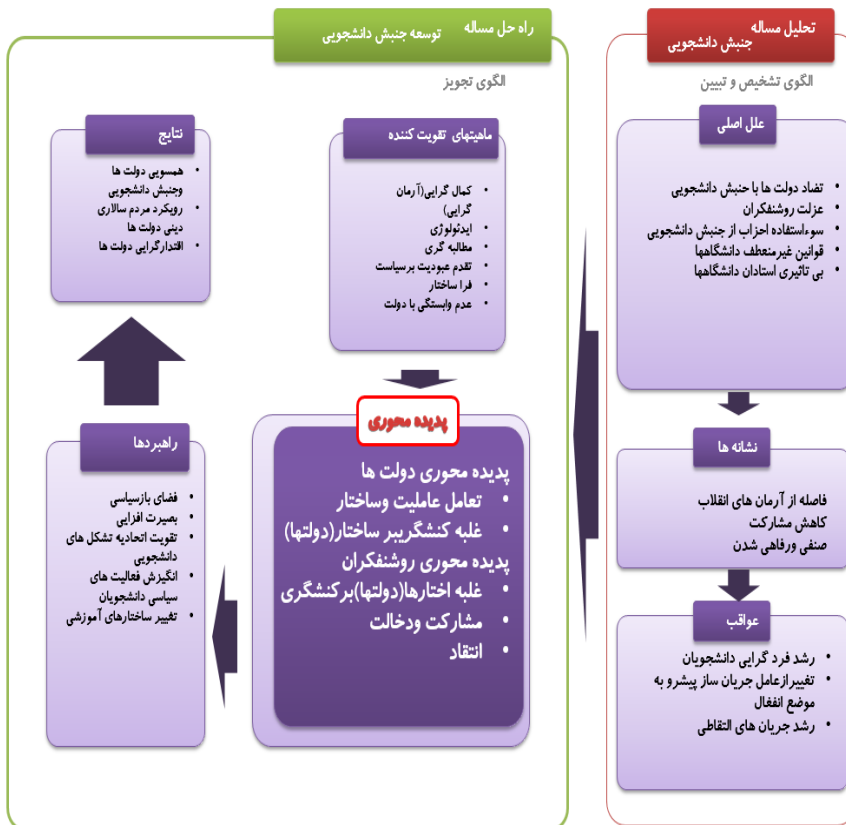 تحلیل مساله
جنبش دانشجویی
الگوی تشخیص و تبیین
علل اصلی
• تضاد دولت ها با جنبش دانشجویی
• عزلت روشنفکران
• سوءاستفاده احزاب از جنبش دانشجویی
• قوانین غیرمنعطف دانشگاهها
• بی تاثیری استادان دانشگاهها
نشانه ها
فاصله از آرمان های انقلاب
کاهش مشارکت
صنفی ورفاهی شدن
عواقب
• رشد فرد گرایی دانشجویان
• تغییرازعامل جریان ساز پیشرو به
موضع انفعال
• رشد جریان های التقاطی
راه حل مساله توسعه جنبش دانشجویی
الگوی تجویز
ماهیتهای تقویت کننده
• کمال گرایی(آرمان
گرایی)
• ایدئولوژی
• مطالبه گری
• تقدم عبودیت برسیاست
• فرا ساختار
• عدم وابستگی با دولت
پدیده محوری
پدیده محوری دولت ها
• تعامل عاملیت وساختار
• غلبه کنشگریبر ساختار(دولتها)
پدیده محوری روشنفکران
• غلبه اختارها(دولتها)برکنشگری
• مشارکت ودخالت
• انتقاد
راهبردها
• فضای بازسیاسی
• بصیرت افزایی
• تقویت اتحادیه تشکل های
دانشجویی
• انگیزش فعالیت های
سیاسی دانشجویان
• تغییر ساختارهای آموزشی
نتایج
• همسویی دولت ها
وجنبش دانشجویی
• رویکرد مردم سالاری
دینی دولت ها
• اقتدارگرایی دولت ها